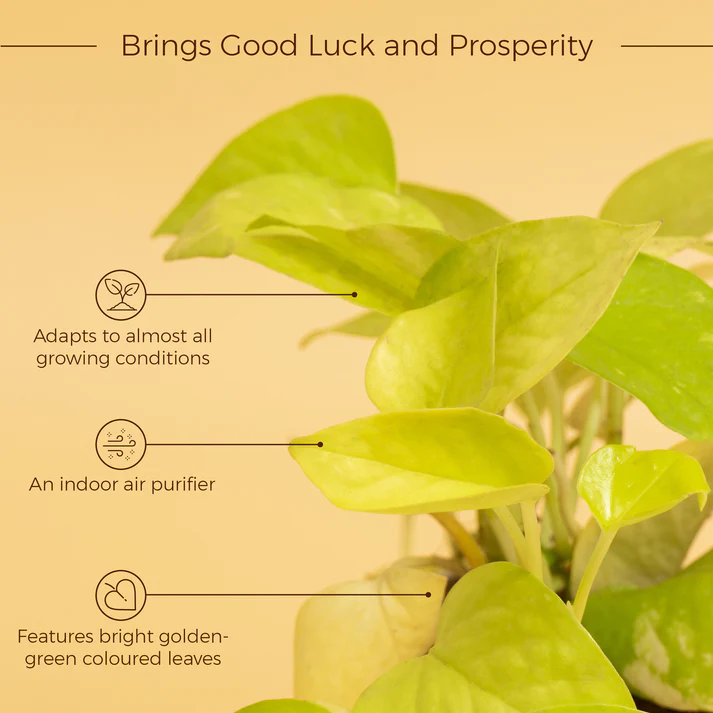 Brings Good Luck and Prosperity
Adapts to almost all
growing conditions
An indoor air purifier
Features bright golden-
green coloured leaves